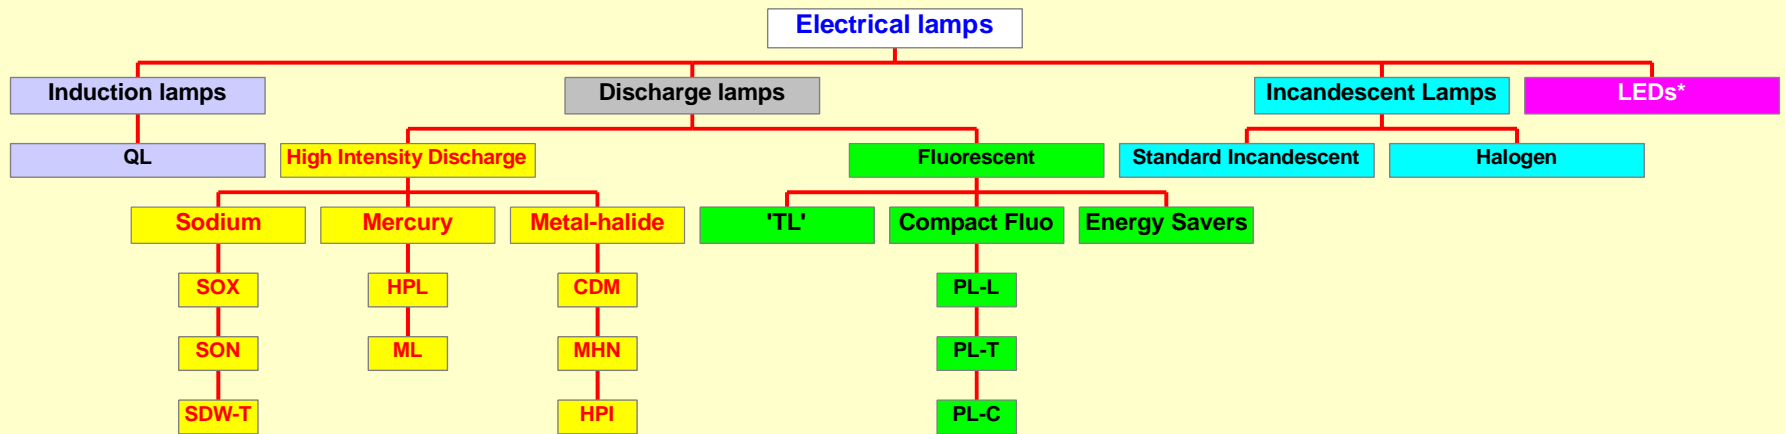 Electrical lamps
Induction lamps
Discharge lamps
Incandescent Lamps
LEDs*
QL
High Intensity Discharge
Fluorescent
Standard Incandescent
Halogen
Sodium
Mercury
Metal-halide
'TL'
Compact Fluo
Energy Savers
SOX
HPL
CDM
PL-L
SON
ML
MHN
PL-T
SDW-T
HPI
PL-C